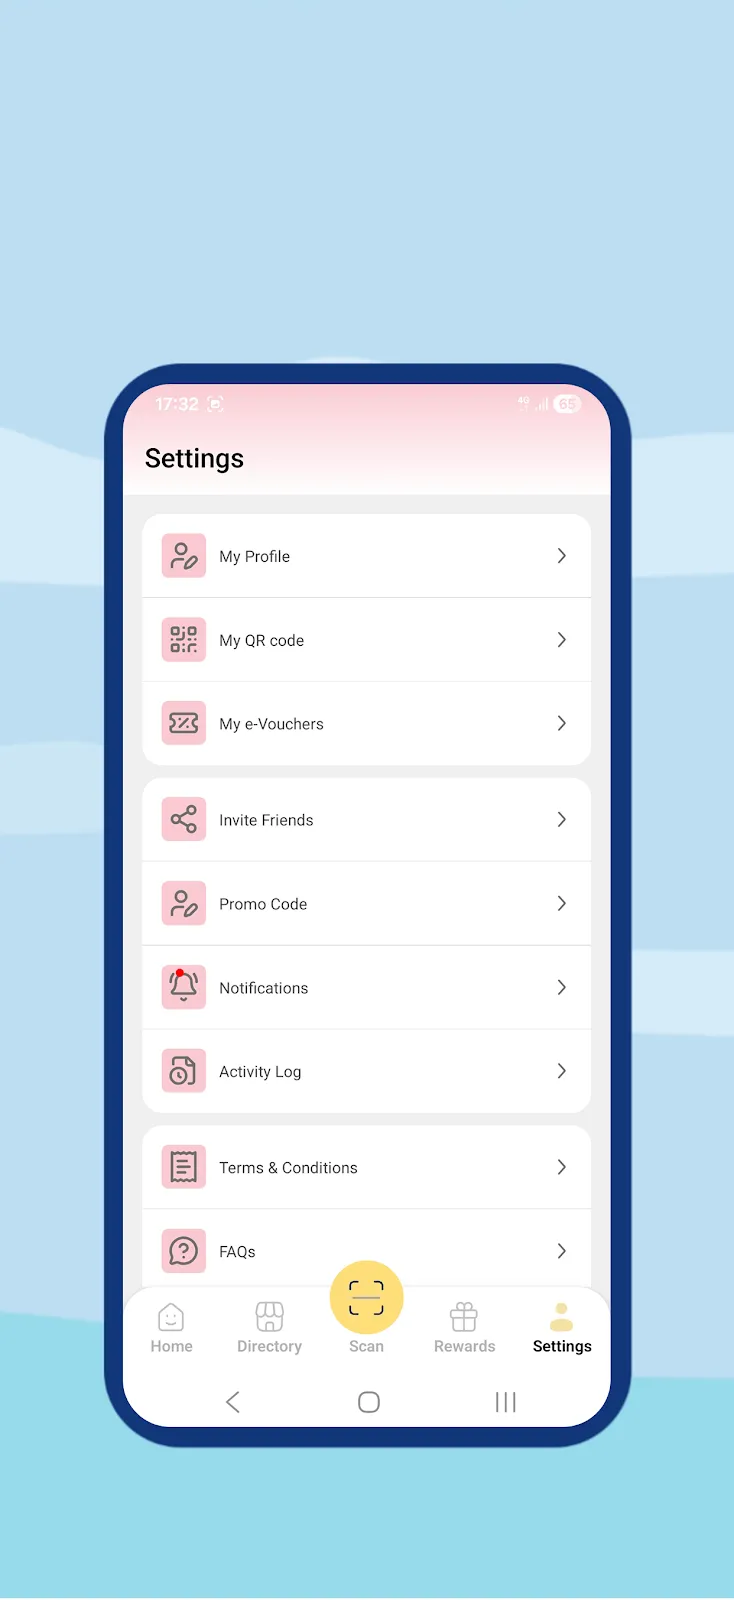 17:32 4G 65
Settings
My Profile
My QR code
My e-Vouchers
Invite Friends
Promo Code
Notifications
Activity Log
Terms & Conditions
FAQs
Home Directory Scan Rewards Settings